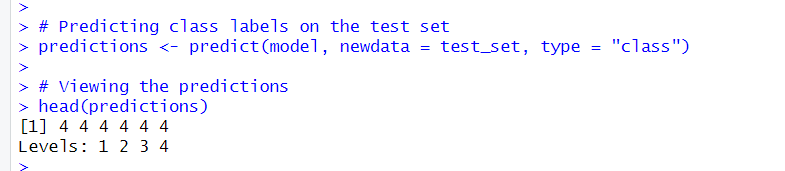 >
> # Predicting class labels on the test set
> predictions <- predict(model, newdata = test_set, type = "class")
>
> # Viewing the predictions
> head(predictions)
[1] 4 4 4 4 4 4
Levels: 1 2 3 4
>